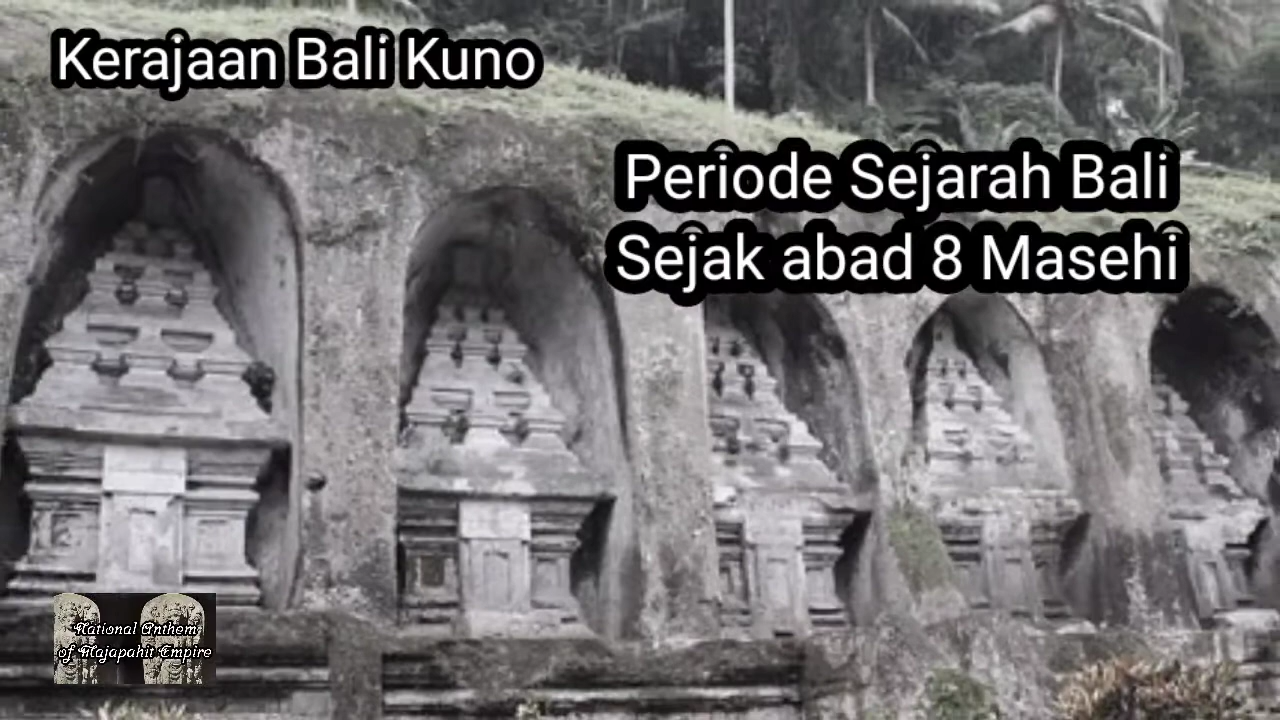 Kerajaan Bali Kuno
Periode Sejarah Bali
Sejak abad 8 Masehi
National Anthem
of Majapahit Empire